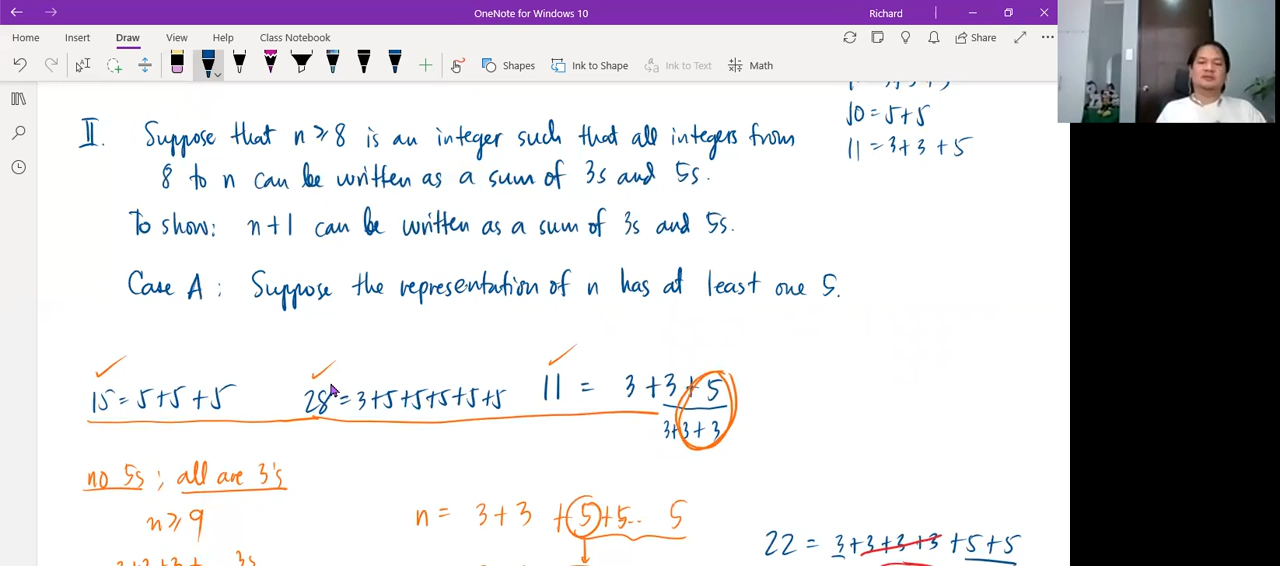 OneNote for Windows 10
Richard
Home Insert Draw View Help Class Notebook
Share
Shapes Ink to Shape Ink to Text Math
10 = 5+5
11 = 3+3+5
II. Suppose that n ≥ 8 is an integer such that all integers from
8 to n can be written as a sum of 3s and 5s.
To show: n+1 can be written as a sum of 3s and 5s.
Case A: Suppose the representation of n has at least one 5.
15 = 5+5+5 28 = 3+5+5+5+5+5 11 = 3+3+5
3+3+3
no 5s; all are 3's
n ≥ 9
n = 3+3+5+5.. 5
22 = 3+3+3+3+5+5
3s